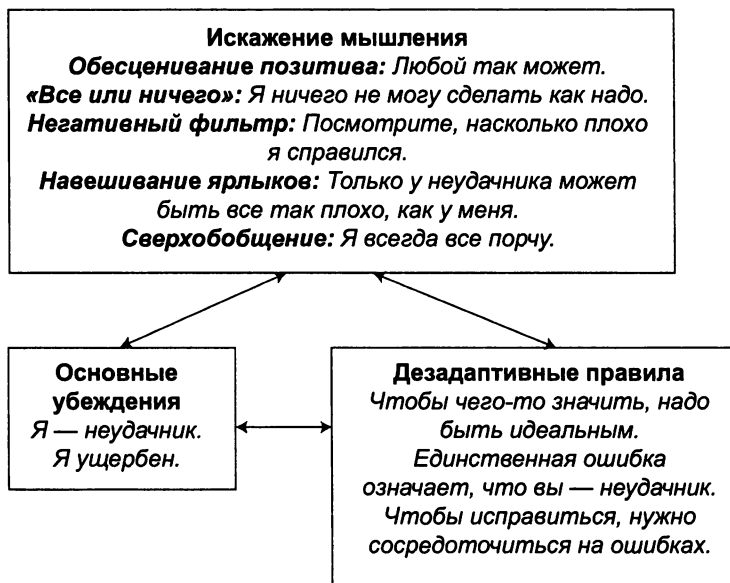 Искажение мышления
Обесценивание позитива: Любой так может.
«Все или ничего»: Я ничего не могу сделать как надо.
Негативный фильтр: Посмотрите, насколько плохо
я справился.
Навешивание ярлыков: Только у неудачника может
быть все так плохо, как у меня.
Сверхобобщение: Я всегда все порчу.
Основные
убеждения
Я — неудачник.
Я ущербен.
Дезадаптивные правила
Чтобы чего-то значить, надо
быть идеальным.
Единственная ошибка
означает, что вы — неудачник.
Чтобы исправиться, нужно
сосредоточиться на ошибках.